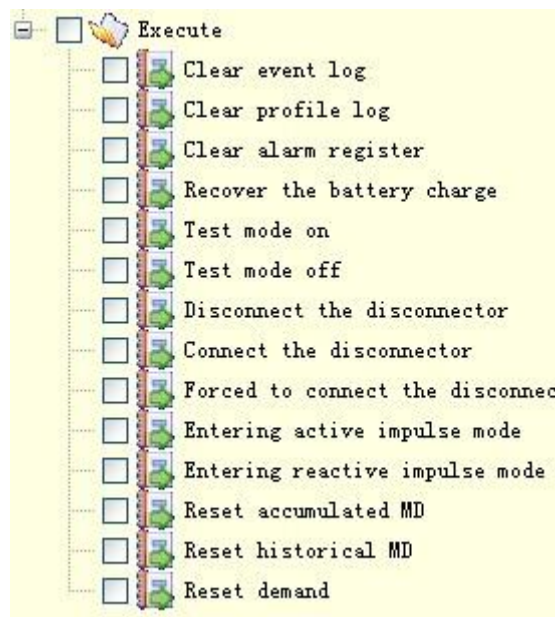 Execute
Clear event log
Clear profile log
Clear alarm register
Recover the battery charge
Test mode on
Test mode off
Disconnect the disconnector
Connect the disconnector
Forced to connect the disconnec
Entering active impulse mode
Entering reactive impulse mode
Reset accumulated MD
Reset historical MD
Reset demand